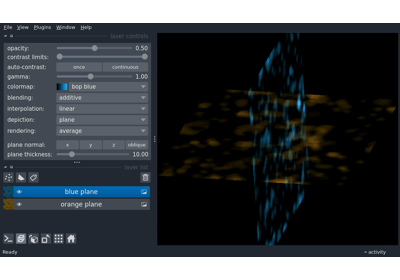 File View Plugins Window Help
layer controls
opacity: 0.50
contrast limits:
auto-contrast: once continuous
gamma: 1.00
colormap: bop blue
blending: additive
interpolation: linear
depiction: plane
rendering: average
plane normal: x y z oblique
plane thickness: 10.00
layer list
blue plane
orange plane
Ready activity